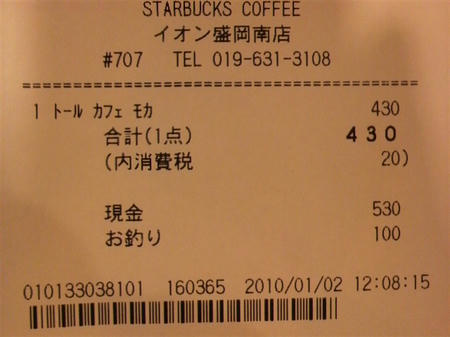 STARBUCKS COFFEE
イオン盛岡南店
#707 TEL 019-631-3108
1 トール カフェ モカ 430
合計(1点) 430
(内消費税 20)
現金 530
お釣り 100
010133038101 160365 2010/01/02 12:08:15